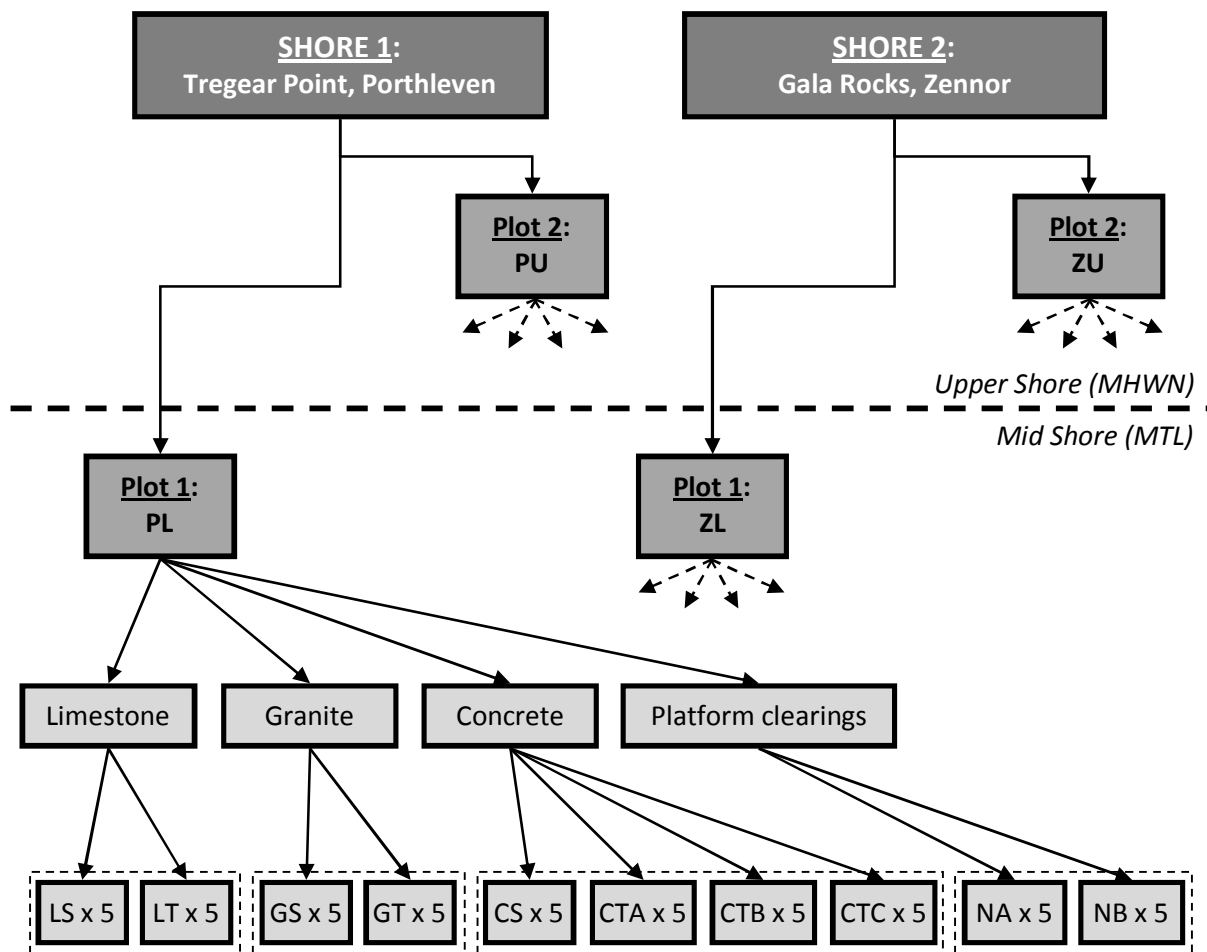 SHORE 1:
Tregear Point, Porthleven
SHORE 2:
Gala Rocks, Zennor
Plot 2:
PU
Plot 2:
ZU
Upper Shore (MHWN)
Mid Shore (MTL)
Plot 1:
PL
Plot 1:
ZL
Limestone
Granite
Concrete
Platform clearings
LS x 5
LT x 5
GS x 5
GT x 5
CS x 5
CTA x 5
CTB x 5
CTC x 5
NA x 5
NB x 5